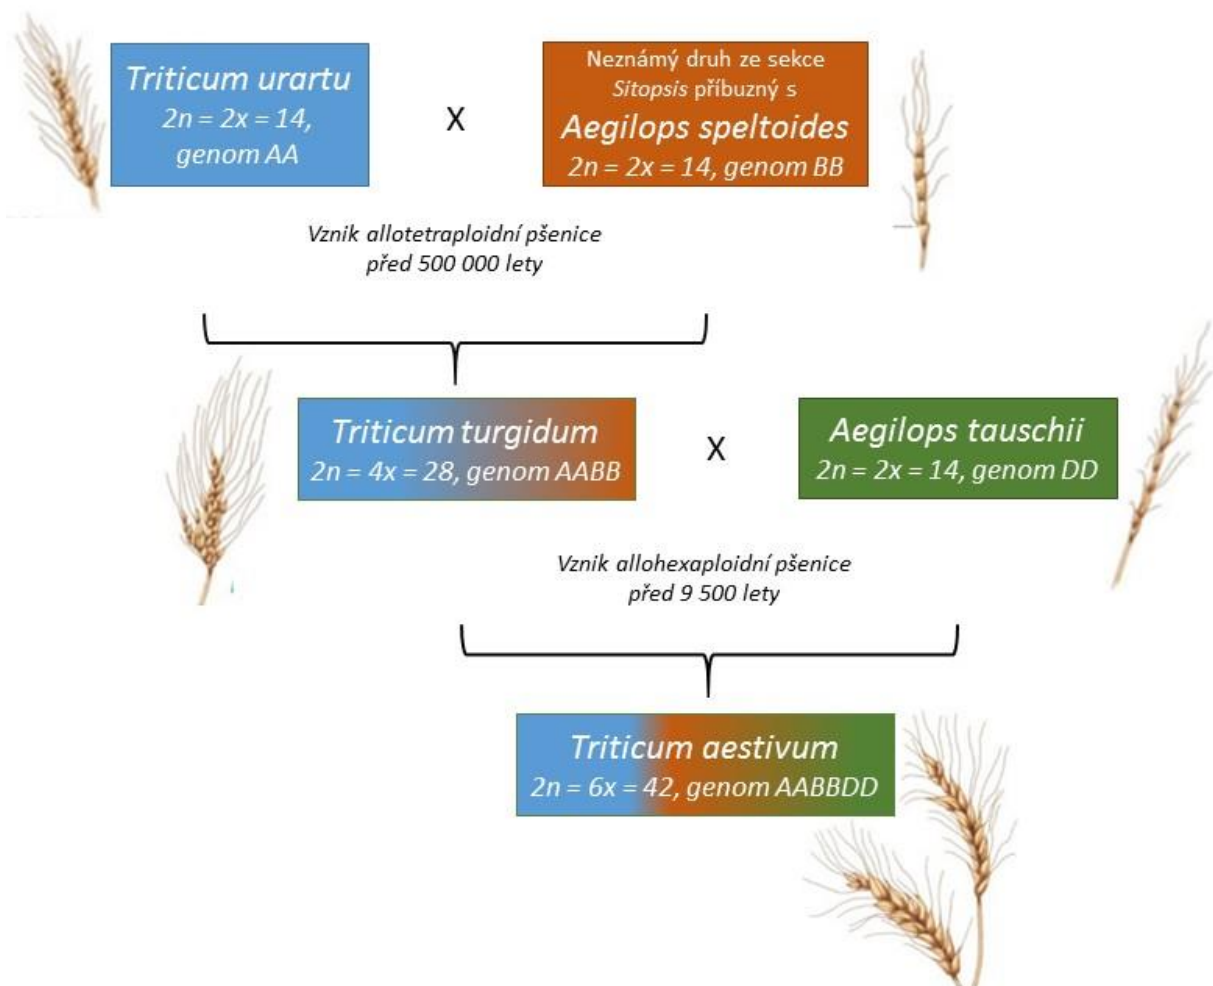 Triticum urartu
2n = 2x = 14,
genom AA
X
Neznámý druh ze sekce
Sitopsis příbuzný s
Aegilops speltoides
2n = 2x = 14, genom BB
Vznik allotetraploidní pšenice
před 500 000 lety
Triticum turgidum
2n = 4x = 28, genom AABB
X
Aegilops tauschii
2n = 2x = 14, genom DD
Vznik allohexaploidní pšenice
před 9 500 lety
Triticum aestivum
2n = 6x = 42, genom AABBDD